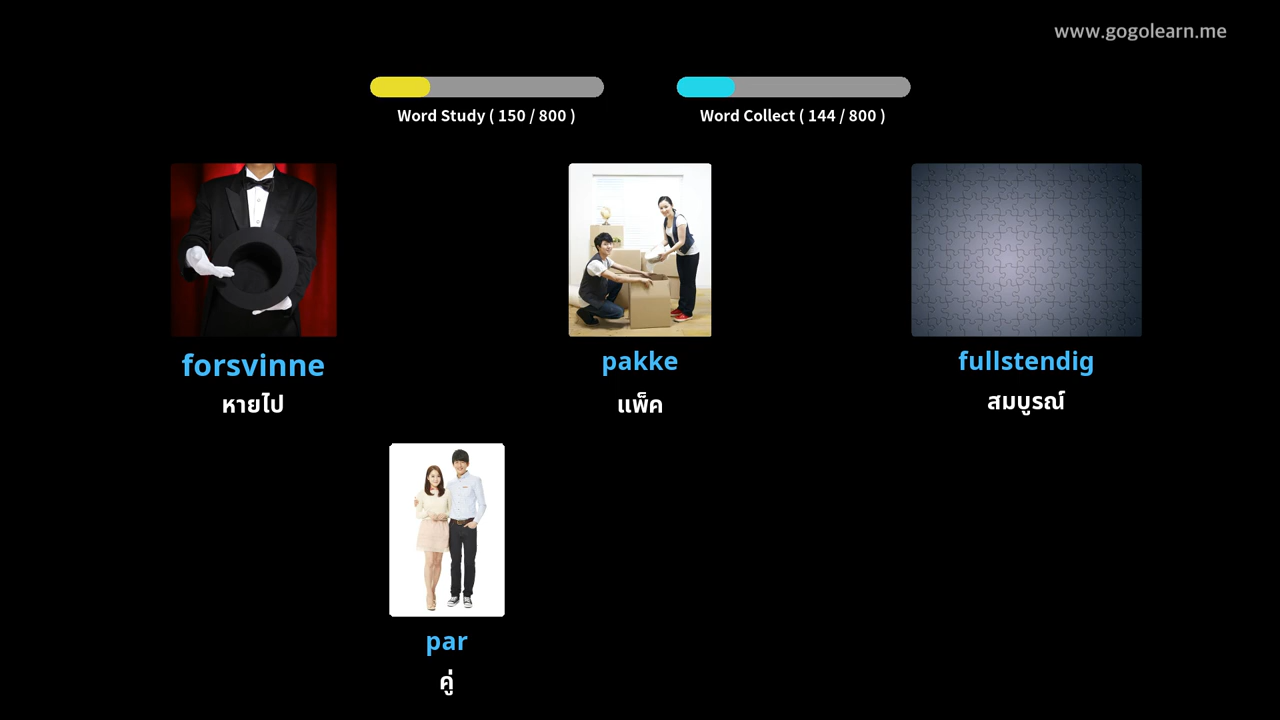 www.gogolearn.me
Word Study ( 150 / 800 )
Word Collect ( 144 / 800 )
forsvinne
หายไป
pakke
แพ็ค
fullstendig
สมบูรณ์
par
คู่